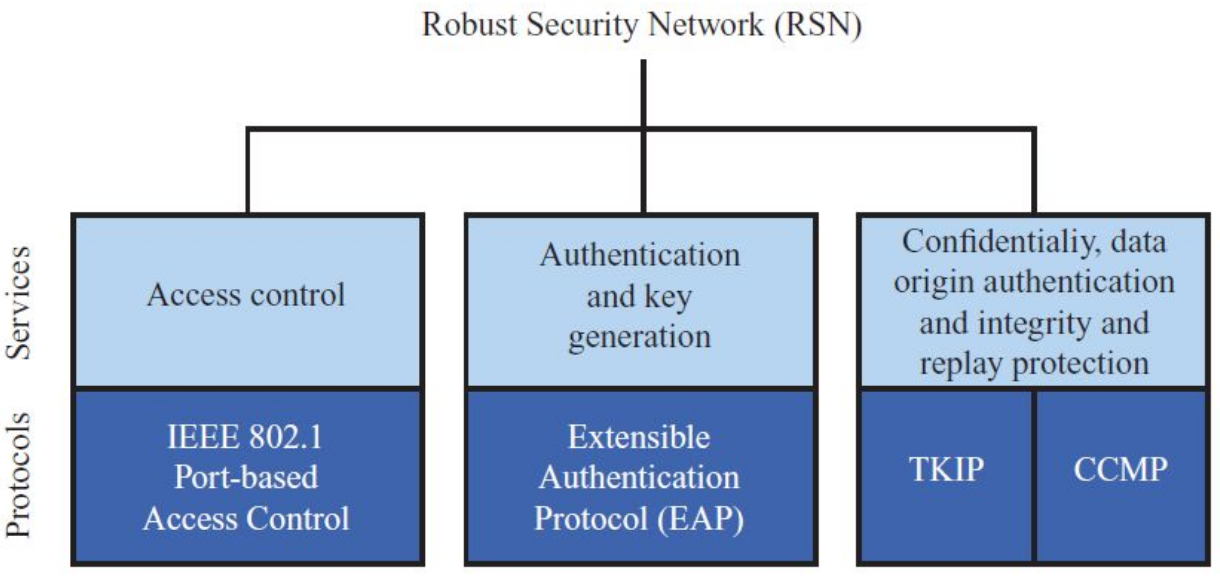 Robust Security Network (RSN)
Services
Access control
Authentication
and key
generation
Confidentialiy, data
origin authentication
and integrity and
replay protection
Protocols
IEEE 802.1
Port-based
Access Control
Extensible
Authentication
Protocol (EAP)
TKIP
CCMP